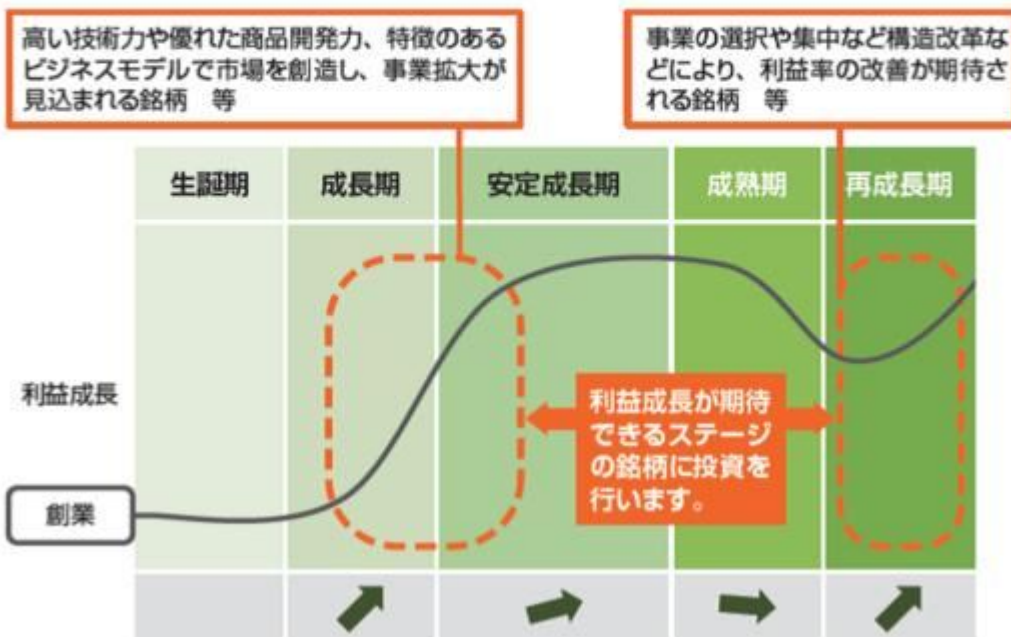 高い技術力や優れた商品開発力、特徴のある
ビジネスモデルで市場を創造し、事業拡大が
見込まれる銘柄　等
事業の選択や集中など構造改革な
どにより、利益率の改善が期待さ
れる銘柄　等
生誕期
成長期
安定成長期
成熟期
再成長期
利益成長
利益成長が期待
できるステージ
の銘柄に投資を
行います。
創業